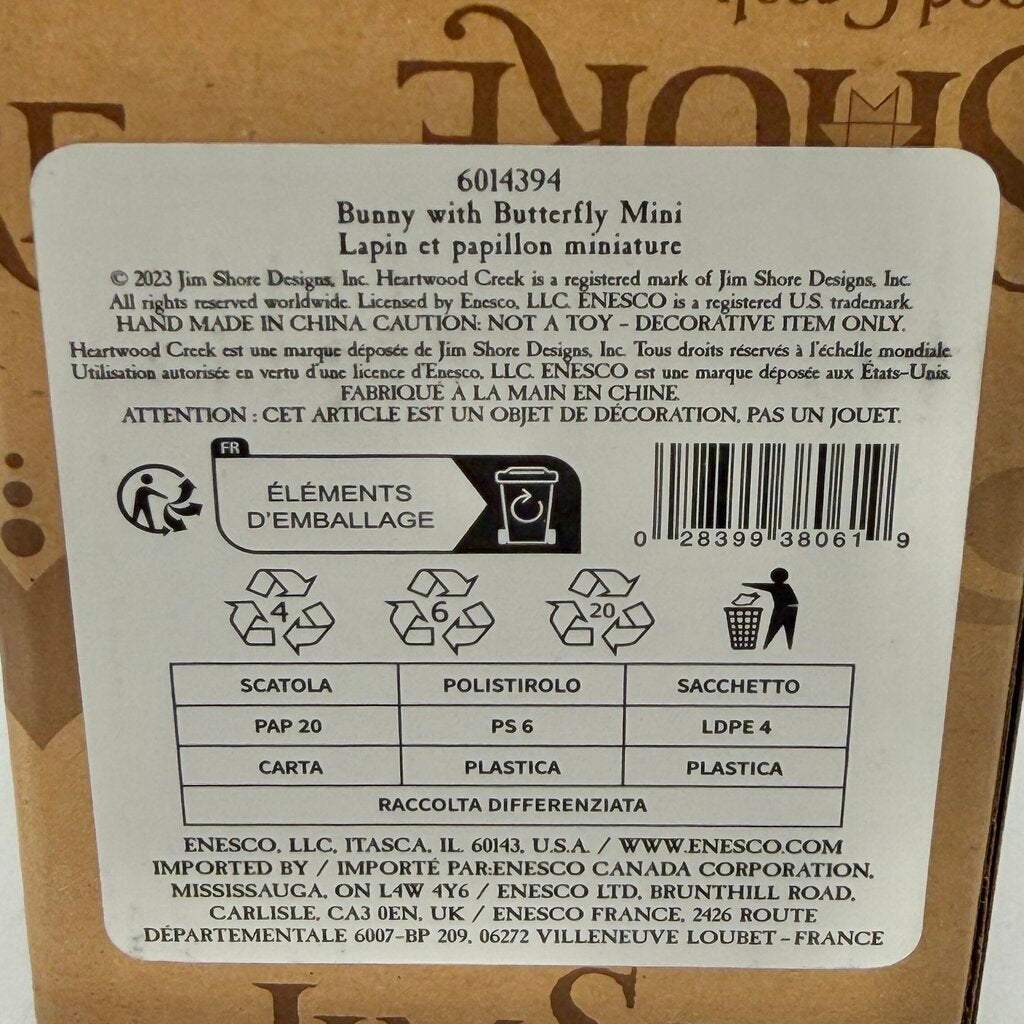 SHORE
6014394
Bunny with Butterfly Mini
Lapin et papillon miniature
© 2023 Jim Shore Designs, Inc. Heartwood Creek is a registered mark of Jim Shore Designs, Inc.
All rights reserved worldwide. Licensed by Enesco, LLC. ENESCO is a registered U.S. trademark.
HAND MADE IN CHINA. CAUTION: NOT A TOY – DECORATIVE ITEM ONLY.
Heartwood Creek est une marque déposée de Jim Shore Designs, Inc. Tous droits réservés à l'échelle mondiale.
Utilisation autorisée en vertu d'une licence d'Enesco, LLC. ENESCO est une marque déposée aux États-Unis.
FABRIQUÉ À LA MAIN EN CHINE.
ATTENTION : CET ARTICLE EST UN OBJET DE DÉCORATION, PAS UN JOUET.
FR
ÉLÉMENTS
D'EMBALLAGE
0 28399 38061 9
4 6 20
SCATOLA POLISTIROLO SACCHETTO
PAP 20 PS 6 LDPE 4
CARTA PLASTICA PLASTICA
RACCOLTA DIFFERENZIATA
ENESCO, LLC, ITASCA, IL 60143, U.S.A. / WWW.ENESCO.COM
IMPORTED BY / IMPORTÉ PAR:ENESCO CANADA CORPORATION,
MISSISSAUGA, ON L4W 4Y6 / ENESCO LTD, BRUNTHILL ROAD,
CARLISLE, CA3 0EN, UK / ENESCO FRANCE, 2426 ROUTE
DÉPARTEMENTALE 6007-BP 209, 06272 VILLENEUVE LOUBET – FRANCE